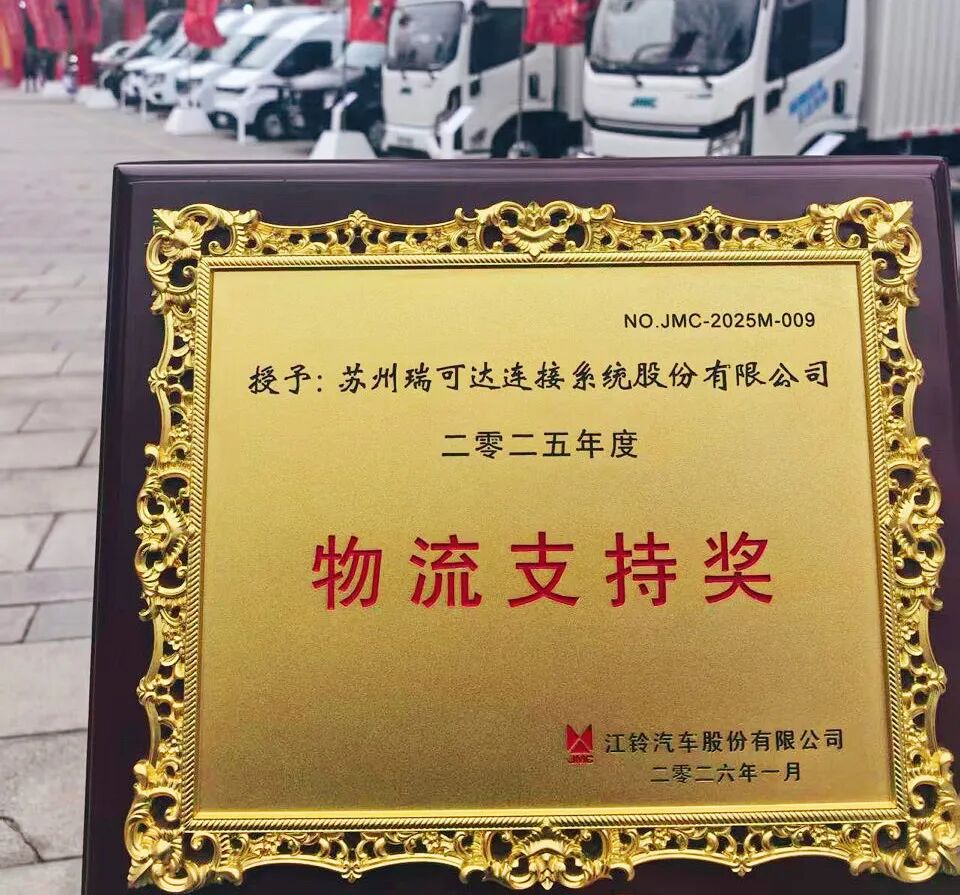 JMC
NO.JMC-2025M-009
授予：苏州瑞可达连接系统股份有限公司
二零二五年度
物流支持奖
JMC
江铃汽车股份有限公司
二零二六年一月